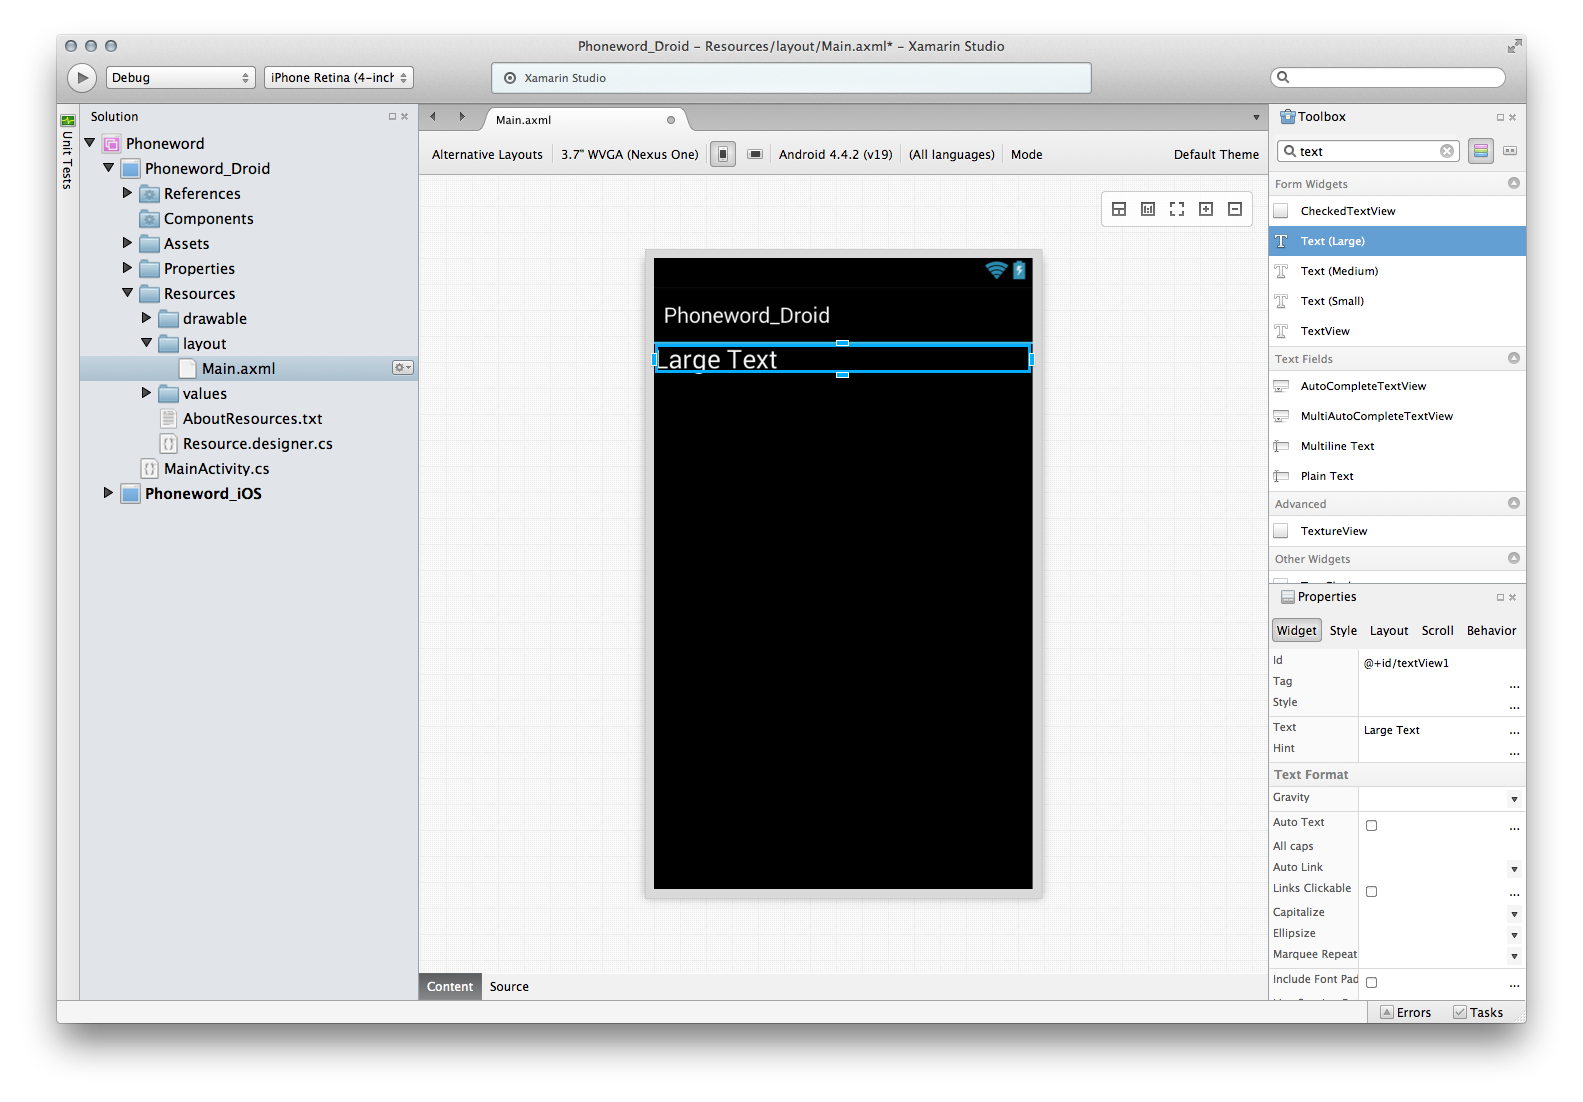 Phoneword_Droid – Resources/layout/Main.axml* – Xamarin Studio
Debug
iPhone Retina (4-inch
Xamarin Studio
Unit Tests
Solution
Phoneword
Phoneword_Droid
References
Components
Assets
Properties
Resources
drawable
layout
Main.axml
values
AboutResources.txt
Resource.designer.cs
MainActivity.cs
Phoneword_iOS
Main.axml
Alternative Layouts
3.7" WVGA (Nexus One)
Android 4.4.2 (v19)
(All languages)
Mode
Default Theme
Phoneword_Droid
Large Text
Content
Source
Toolbox
text
Form Widgets
CheckedTextView
Text (Large)
Text (Medium)
Text (Small)
TextView
Text Fields
AutoCompleteTextView
MultiAutoCompleteTextView
Multiline Text
Plain Text
Advanced
TextureView
Other Widgets
Properties
Widget
Style
Layout
Scroll
Behavior
Id
@+id/textView1
Tag
...
Style
...
Text
Large Text
...
Hint
...
Text Format
Gravity
Auto Text
...
All caps
Auto Link
Links Clickable
...
Capitalize
Ellipsize
Marquee Repeat
Include Font Pad
...
Errors
Tasks